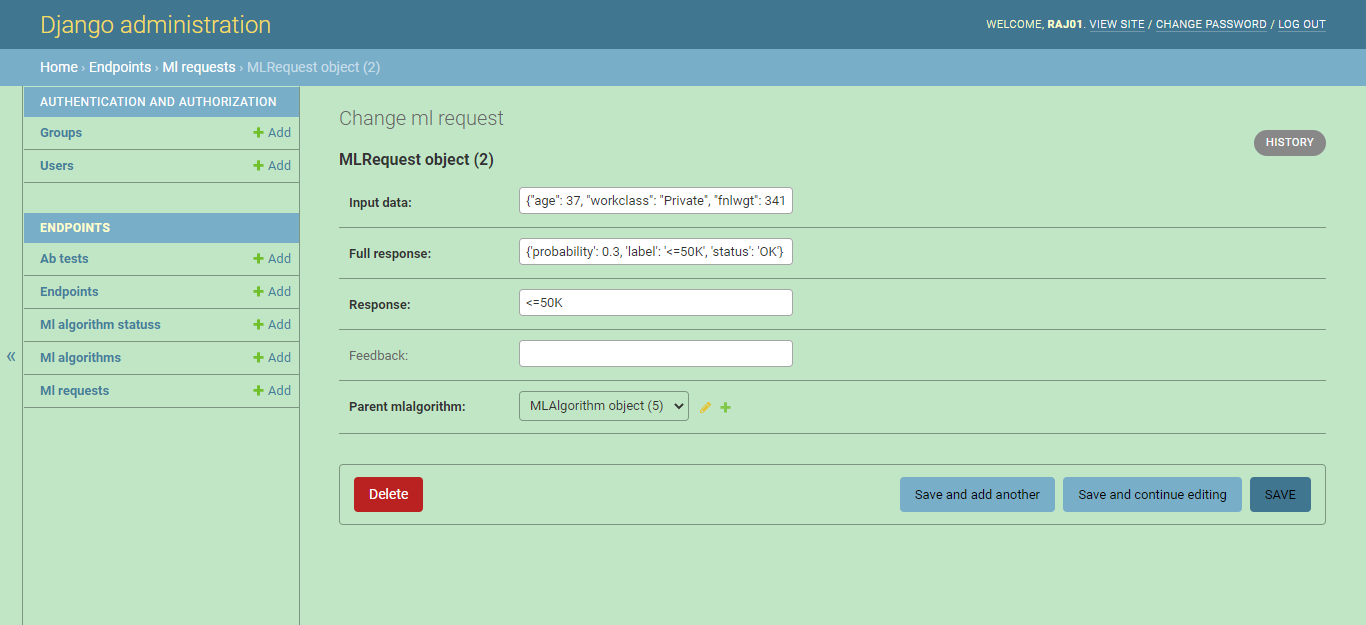 Django administration
WELCOME, RAJ01. VIEW SITE / CHANGE PASSWORD / LOG OUT
Home › Endpoints › Ml requests › MLRequest object (2)
AUTHENTICATION AND AUTHORIZATION
Groups + Add
Users + Add
ENDPOINTS
Ab tests + Add
Endpoints + Add
Ml algorithm statuss + Add
Ml algorithms + Add
Ml requests + Add
«
Change ml request
HISTORY
MLRequest object (2)
Input data: {"age": 37, "workclass": "Private", "fnlwgt": 341
Full response: {'probability': 0.3, 'label': '<=50K', 'status': 'OK'}
Response: <=50K
Feedback:
Parent mlalgorithm: MLAlgorithm object (5)
Delete
Save and add another
Save and continue editing
SAVE